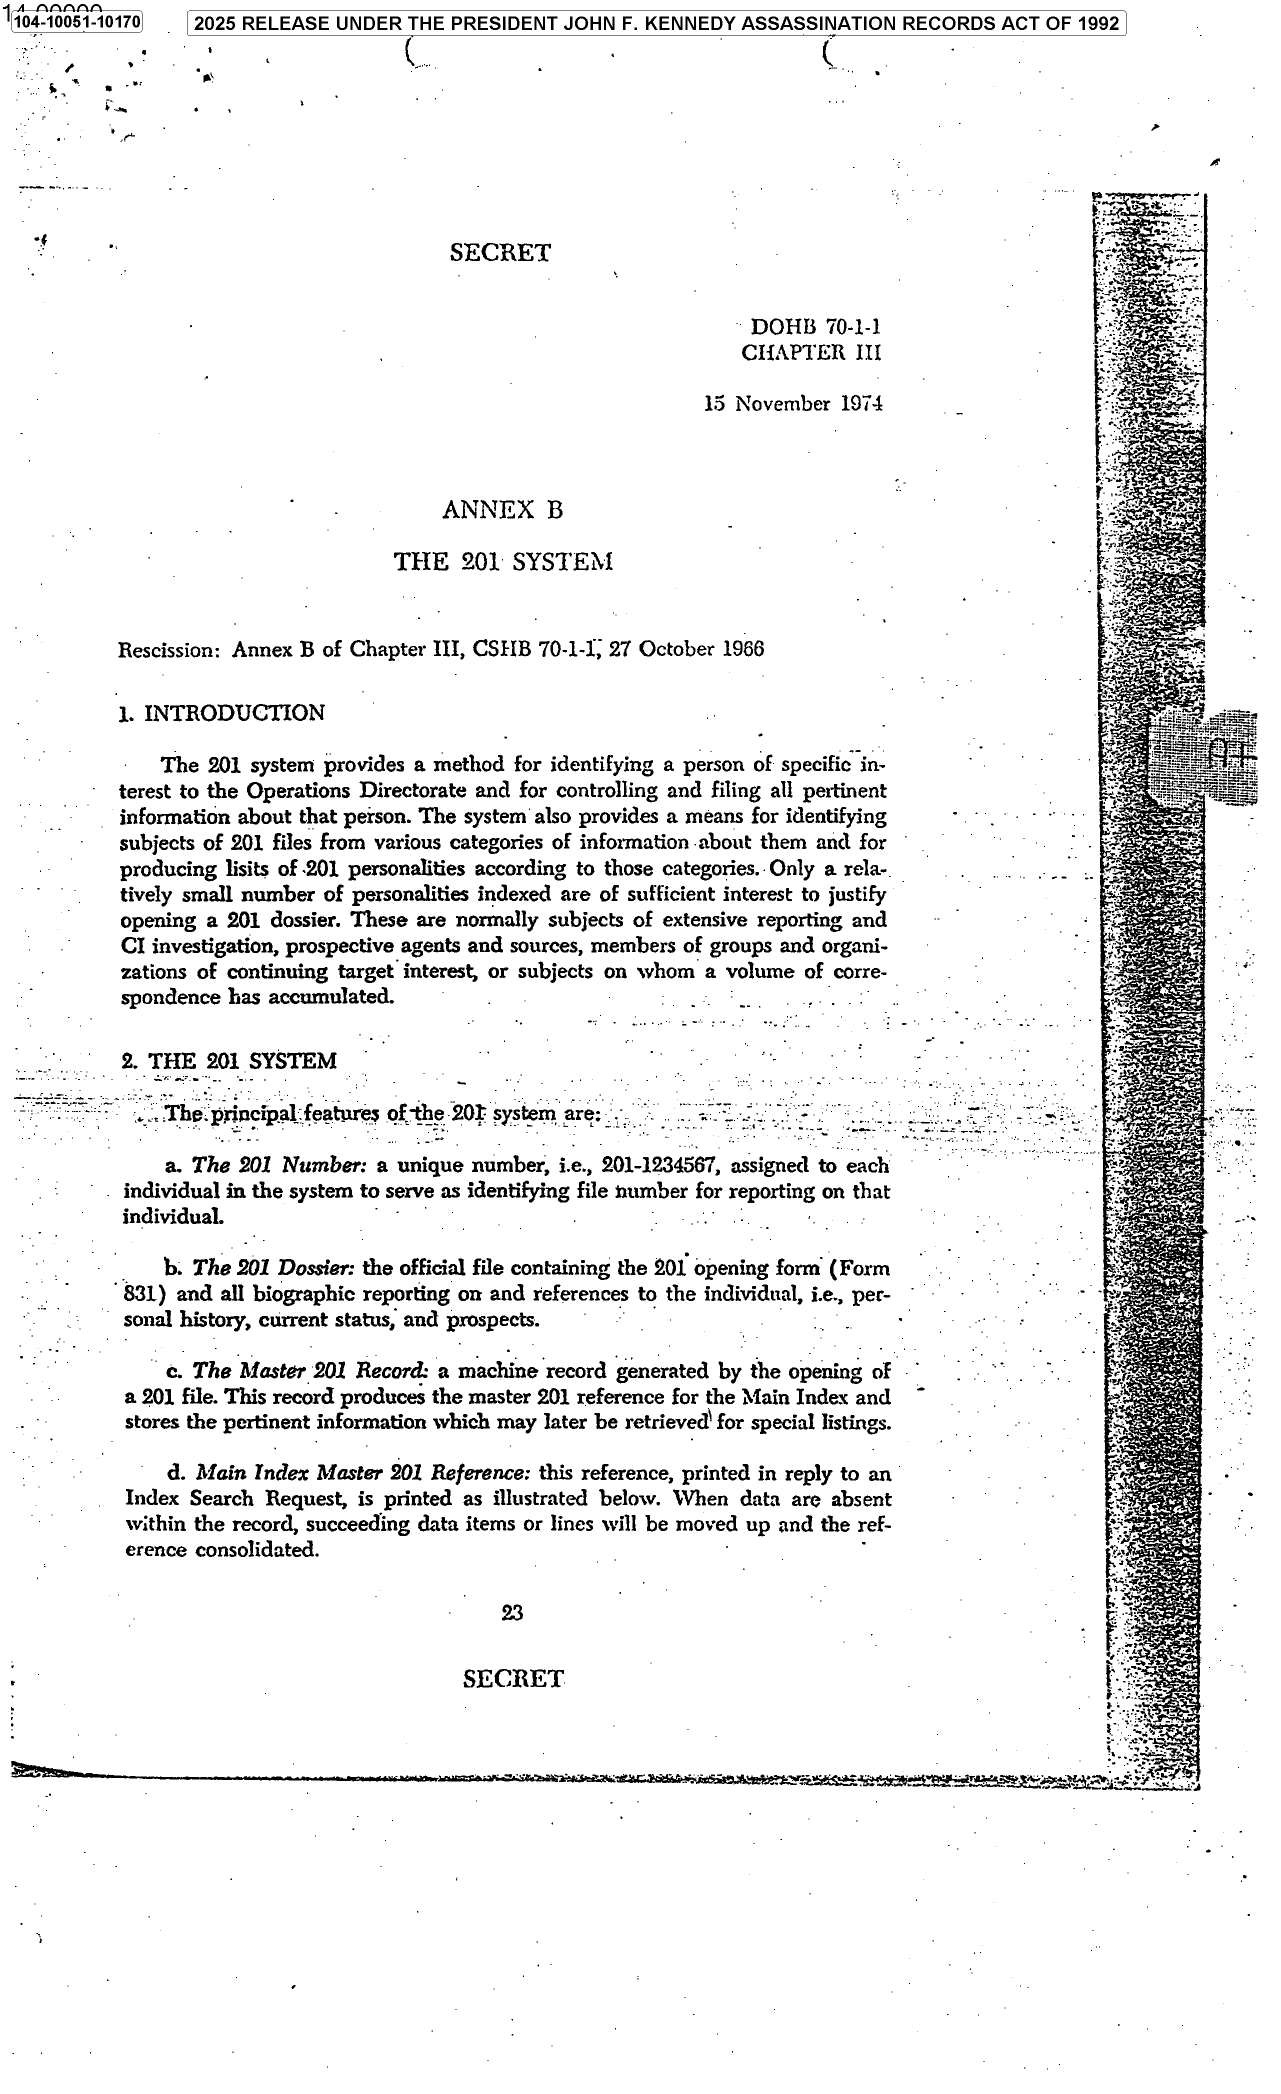 104-10051-10170
2025 RELEASE UNDER THE PRESIDENT JOHN F. KENNEDY ASSASSINATION RECORDS ACT OF 1992
SECRET
DOHB 70-1-1
CHAPTER III
15 November 1974
ANNEX B
THE 201 SYSTEM
Rescission: Annex B of Chapter III, CSHB 70-1-1, 27 October 1966
1. INTRODUCTION
The 201 system provides a method for identifying a person of specific in-
terest to the Operations Directorate and for controlling and filing all pertinent
information about that person. The system also provides a means for identifying
subjects of 201 files from various categories of information about them and for
producing lisits of 201 personalities according to those categories. Only a rela-
tively small number of personalities indexed are of sufficient interest to justify
opening a 201 dossier. These are normally subjects of extensive reporting and
CI investigation, prospective agents and sources, members of groups and organi-
zations of continuing target interest, or subjects on whom a volume of corre-
spondence has accumulated.
2. THE 201 SYSTEM
The principal features of the 201 system are:
a. The 201 Number: a unique number, i.e., 201-1234567, assigned to each
individual in the system to serve as identifying file number for reporting on that
individual.
b. The 201 Dossier: the official file containing the 201 opening form (Form
831) and all biographic reporting on and references to the individual, i.e., per-
sonal history, current status, and prospects.
c. The Master 201 Record: a machine record generated by the opening of
a 201 file. This record produces the master 201 reference for the Main Index and
stores the pertinent information which may later be retrieved for special listings.
d. Main Index Master 201 Reference: this reference, printed in reply to an
Index Search Request, is printed as illustrated below. When data are absent
within the record, succeeding data items or lines will be moved up and the ref-
erence consolidated.
23
SECRET